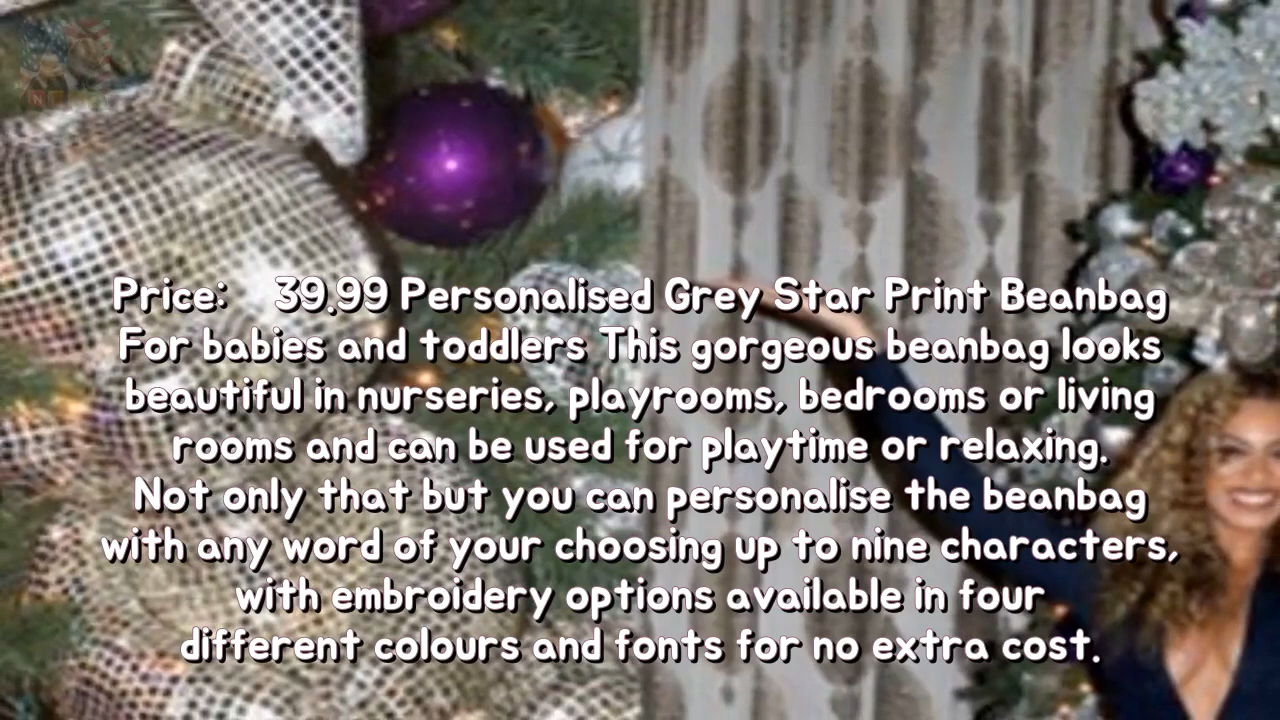 Price: 39.99 Personalised Grey Star Print Beanbag
For babies and toddlers This gorgeous beanbag looks
beautiful in nurseries, playrooms, bedrooms or living
rooms and can be used for playtime or relaxing.
Not only that but you can personalise the beanbag
with any word of your choosing up to nine characters,
with embroidery options available in four
different colours and fonts for no extra cost.